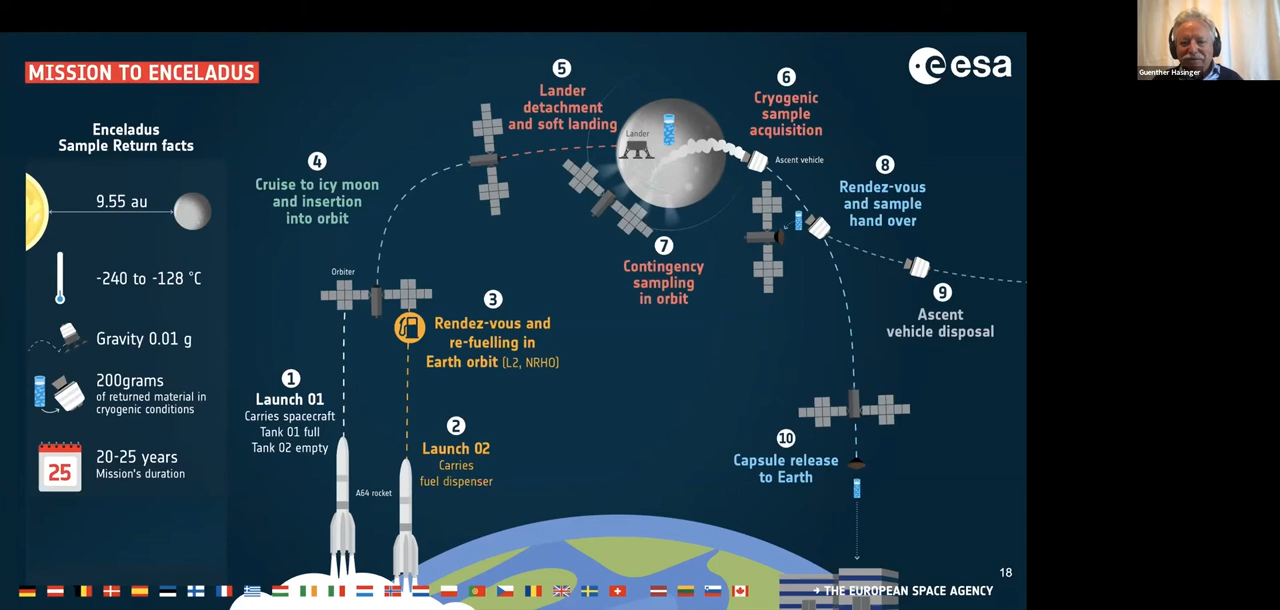 MISSION TO ENCELADUS
esa
Guenther Hasinger
Enceladus
Sample Return facts
9.55 au
-240 to -128 °C
Gravity 0.01 g
200grams
of returned material in
cryogenic conditions
25
20-25 years
Mission's duration
1
Launch 01
Carries spacecraft
Tank 01 full
Tank 02 empty
A64 rocket
2
Launch 02
Carries
fuel dispenser
Orbiter
3
Rendez-vous and
re-fuelling in
Earth orbit (L2, NRHO)
4
Cruise to icy moon
and insertion
into orbit
5
Lander
detachment
and soft landing
Lander
6
Cryogenic
sample
acquisition
Ascent vehicle
7
Contingency
sampling
in orbit
8
Rendez-vous
and sample
hand over
9
Ascent
vehicle disposal
10
Capsule release
to Earth
18
→ THE EUROPEAN SPACE AGENCY